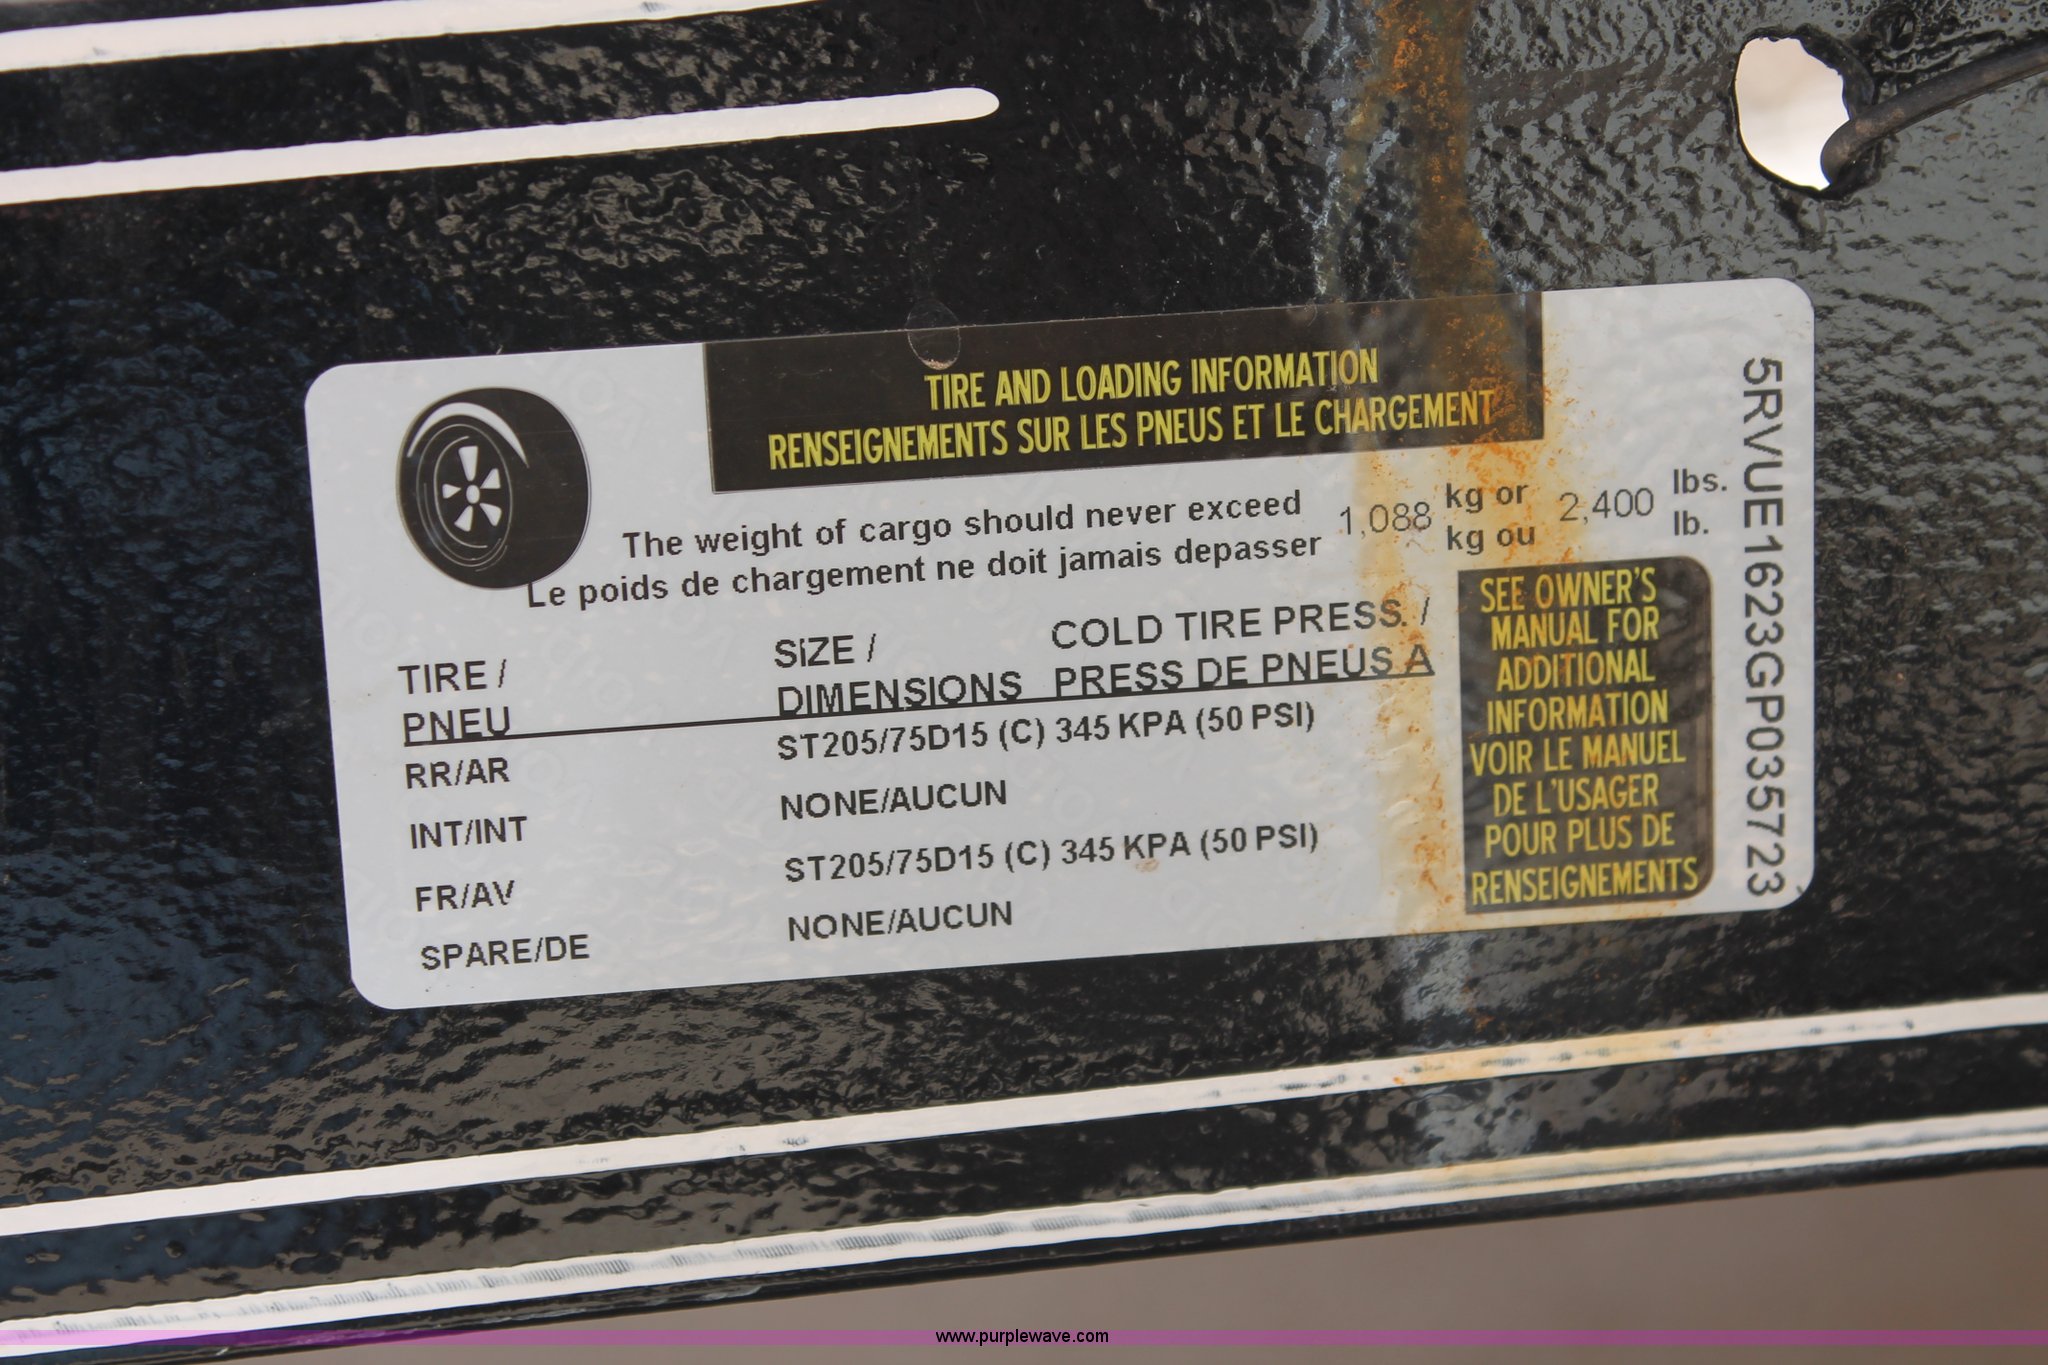 TIRE AND LOADING INFORMATION
RENSEIGNEMENTS SUR LES PNEUS ET LE CHARGEMENT
The weight of cargo should never exceed 1,088 kg or 2,400 lbs.
Le poids de chargement ne doit jamais depasser kg ou lb.
TIRE / SIZE / COLD TIRE PRESS. /
PNEU DIMENSIONS PRESS DE PNEUS A
RR/AR ST205/75D15 (C) 345 KPA (50 PSI)
INT/INT NONE/AUCUN
FR/AV ST205/75D15 (C) 345 KPA (50 PSI)
SPARE/DE NONE/AUCUN
SEE OWNER'S
MANUAL FOR
ADDITIONAL
INFORMATION
VOIR LE MANUEL
DE L'USAGER
POUR PLUS DE
RENSEIGNEMENTS
5RVUE1623GP035723
www.purplewave.com